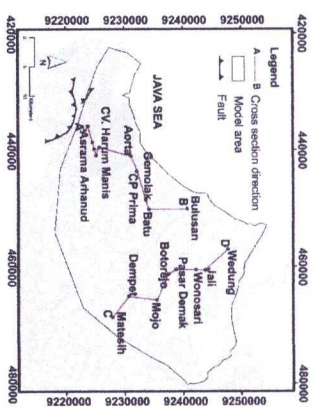 420000
440000
460000
480000
9250000
9240000
9230000
9220000
Legend
A B Cross section direction
Model area
Fault
JAVA SEA
Wedung
D
Jali
Wonosari
Pasar Demak
Botorejo
Mojo
Dempet
Matesih
C
Bulusan
B
Batu
Gemolak
CP Prima
Aorta
CV. Harum Manis
Asrama Arhanud
N
9250000
9240000
9230000
9220000
420000
440000
460000
480000